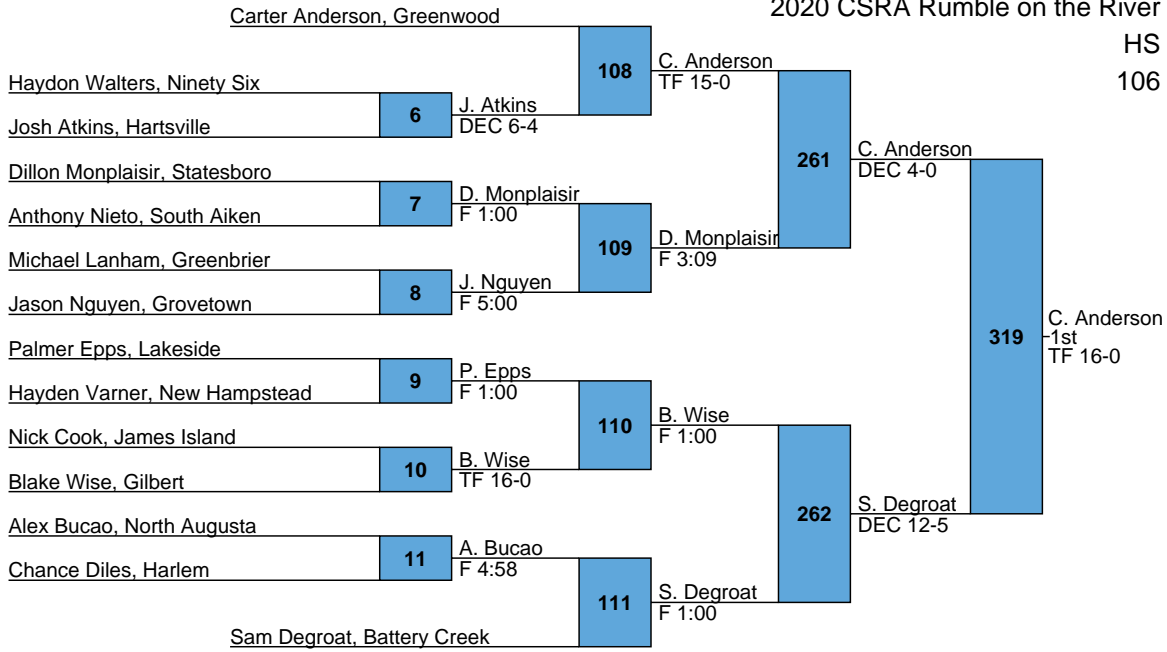 2020 CSRA Rumble on the River
HS
106
Carter Anderson, Greenwood
108
C. Anderson
TF 15-0
Haydon Walters, Ninety Six
6
J. Atkins
DEC 6-4
Josh Atkins, Hartsville
261
C. Anderson
DEC 4-0
Dillon Monplaisir, Statesboro
7
D. Monplaisir
F 1:00
Anthony Nieto, South Aiken
109
D. Monplaisir
F 3:09
Michael Lanham, Greenbrier
8
J. Nguyen
F 5:00
Jason Nguyen, Grovetown
319
C. Anderson
1st
TF 16-0
Palmer Epps, Lakeside
9
P. Epps
F 1:00
Hayden Varner, New Hampstead
110
B. Wise
F 1:00
Nick Cook, James Island
10
B. Wise
TF 16-0
Blake Wise, Gilbert
262
S. Degroat
DEC 12-5
Alex Bucao, North Augusta
11
A. Bucao
F 4:58
Chance Diles, Harlem
111
S. Degroat
F 1:00
Sam Degroat, Battery Creek